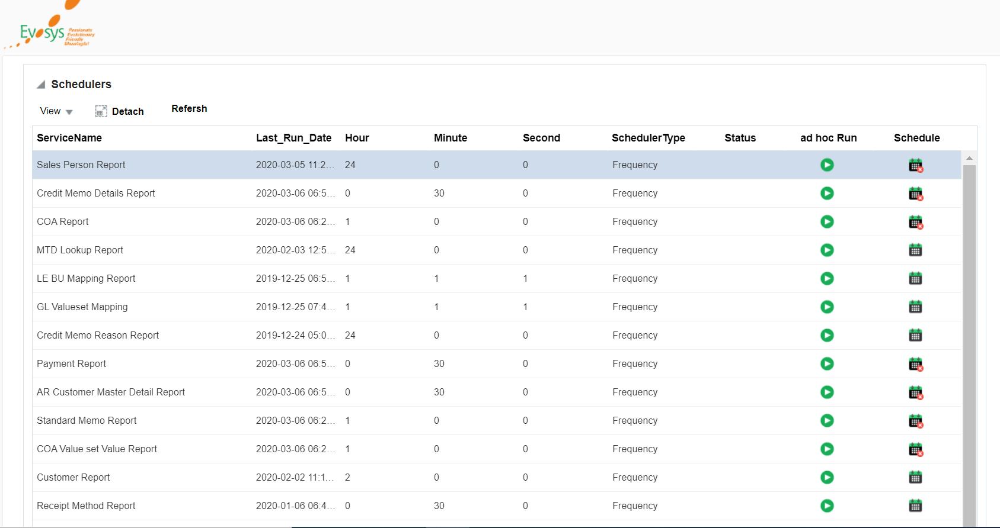 Evosys
Passionate
Evolutionary
Friendly
Meaningful
Schedulers
View Detach Refersh
ServiceName Last_Run_Date Hour Minute Second SchedulerType Status ad hoc Run Schedule
Sales Person Report 2020-03-05 11:2... 24 0 0 Frequency
Credit Memo Details Report 2020-03-06 06:5... 0 30 0 Frequency
COA Report 2020-03-06 06:2... 1 0 0 Frequency
MTD Lookup Report 2020-02-03 12:5... 24 0 0 Frequency
LE BU Mapping Report 2019-12-25 06:5... 1 1 1 Frequency
GL Valueset Mapping 2019-12-25 07:4... 1 1 1 Frequency
Credit Memo Reason Report 2019-12-24 05:0... 24 0 0 Frequency
Payment Report 2020-03-06 06:5... 0 30 0 Frequency
AR Customer Master Detail Report 2020-03-06 06:5... 0 30 0 Frequency
Standard Memo Report 2020-03-06 06:2... 1 0 0 Frequency
COA Value set Value Report 2020-03-06 06:2... 1 0 0 Frequency
Customer Report 2020-02-02 11:1... 2 0 0 Frequency
Receipt Method Report 2020-01-06 06:4... 0 30 0 Frequency